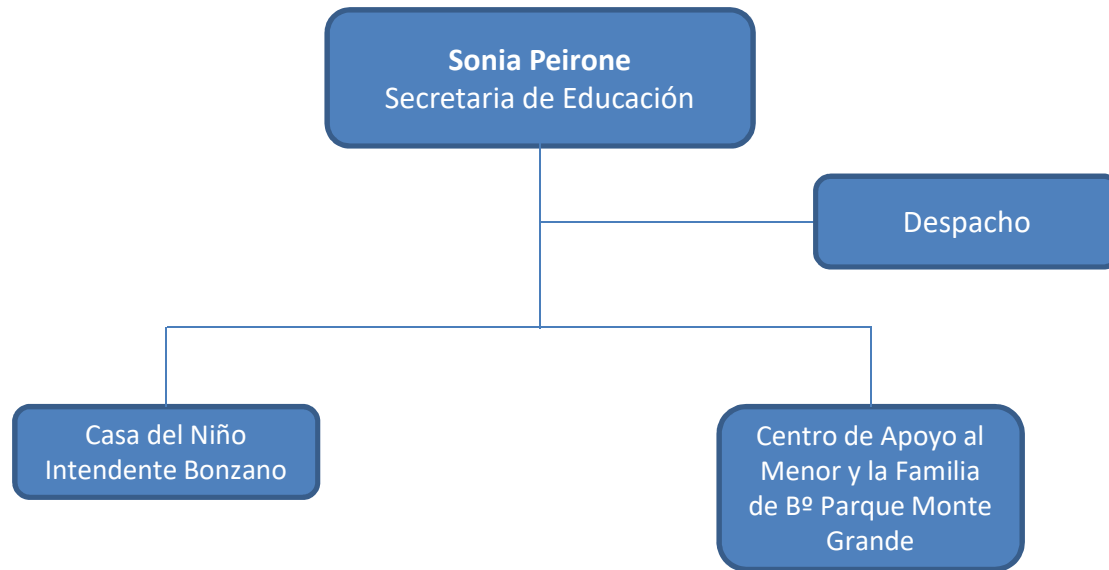 Sonia Peirone
Secretaria de Educación
Despacho
Casa del Niño
Intendente Bonzano
Centro de Apoyo al
Menor y la Familia
de Bº Parque Monte
Grande